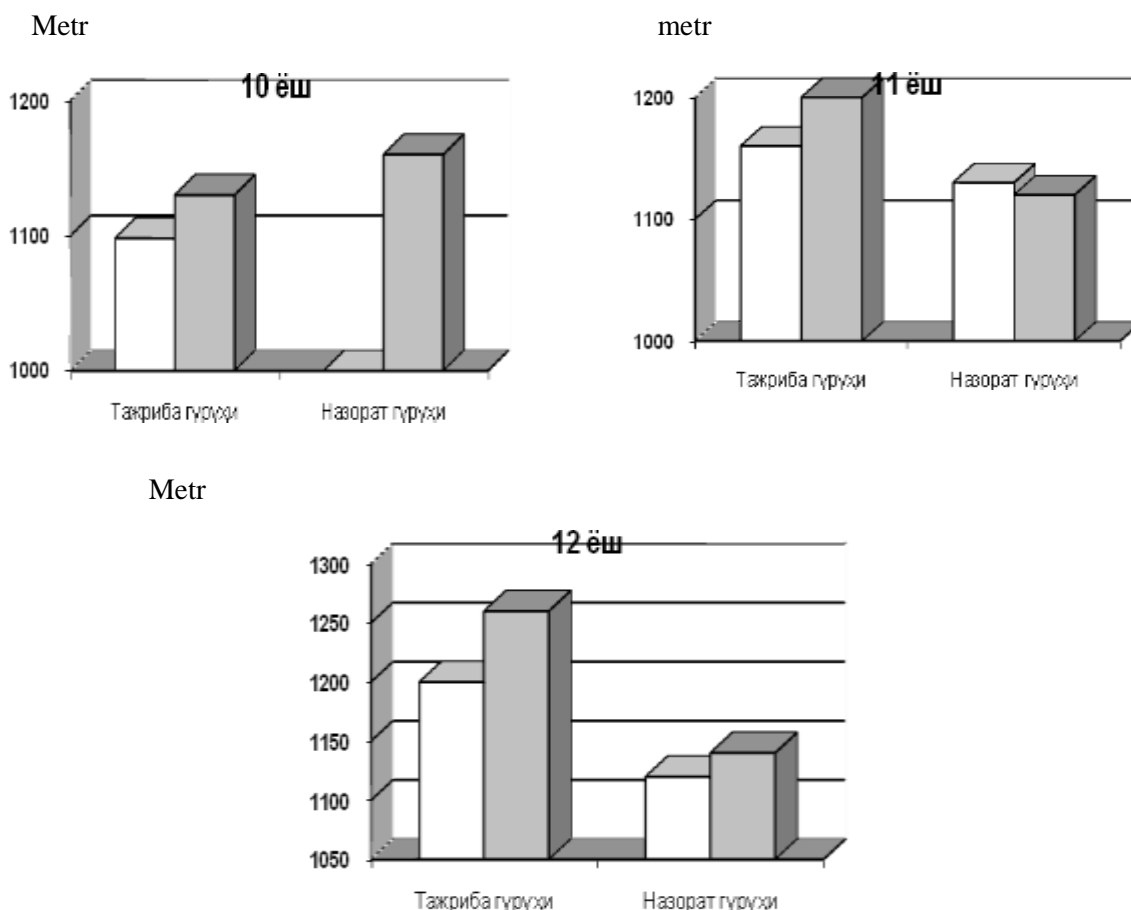 Metr
10 ёш
1200
1100
1000
Тажриба гуруҳи Назорат гуруҳи
metr
11 ёш
1200
1100
1000
Тажриба гуруҳи Назорат гуруҳи
Metr
12 ёш
1300
1250
1200
1150
1100
1050
Тажриба гуруҳи Назорат гуруҳи